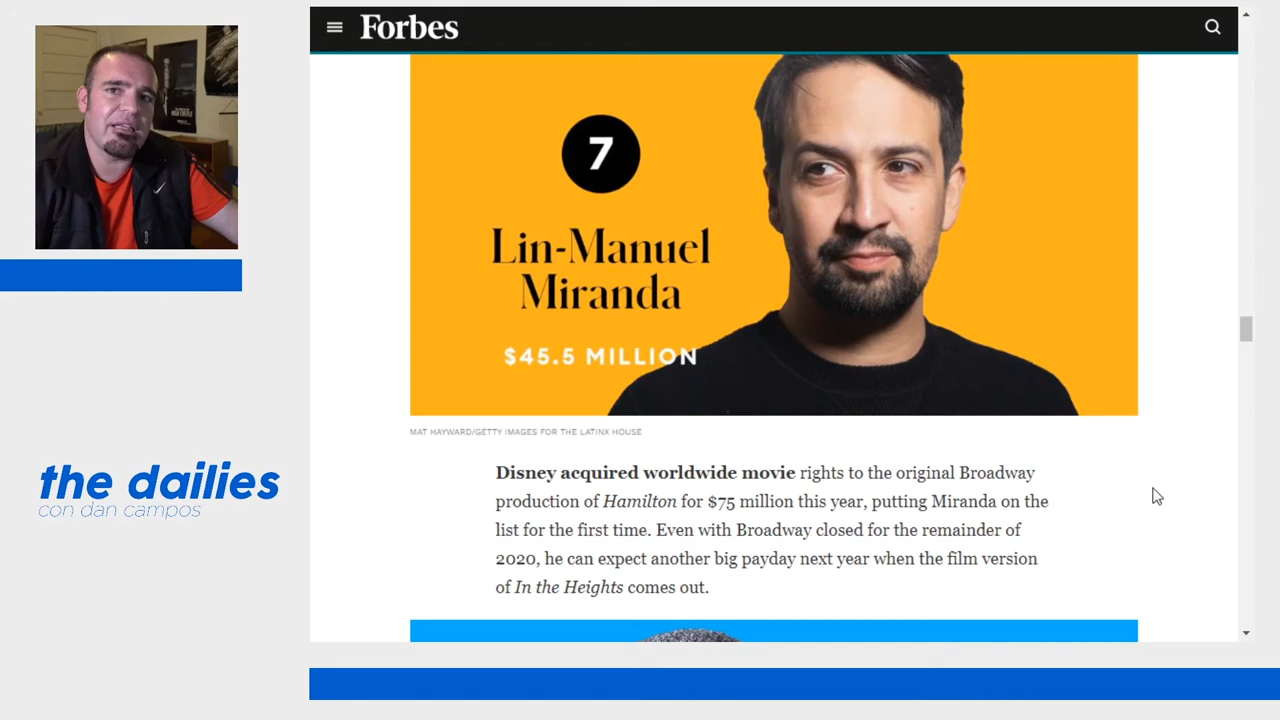 Forbes
7
Lin-Manuel
Miranda
$45.5 MILLION
MAT HAYWARD/GETTY IMAGES FOR THE LATINX HOUSE
Disney acquired worldwide movie rights to the original Broadway
production of Hamilton for $75 million this year, putting Miranda on the
list for the first time. Even with Broadway closed for the remainder of
2020, he can expect another big payday next year when the film version
of In the Heights comes out.
the dailies
con dan campos